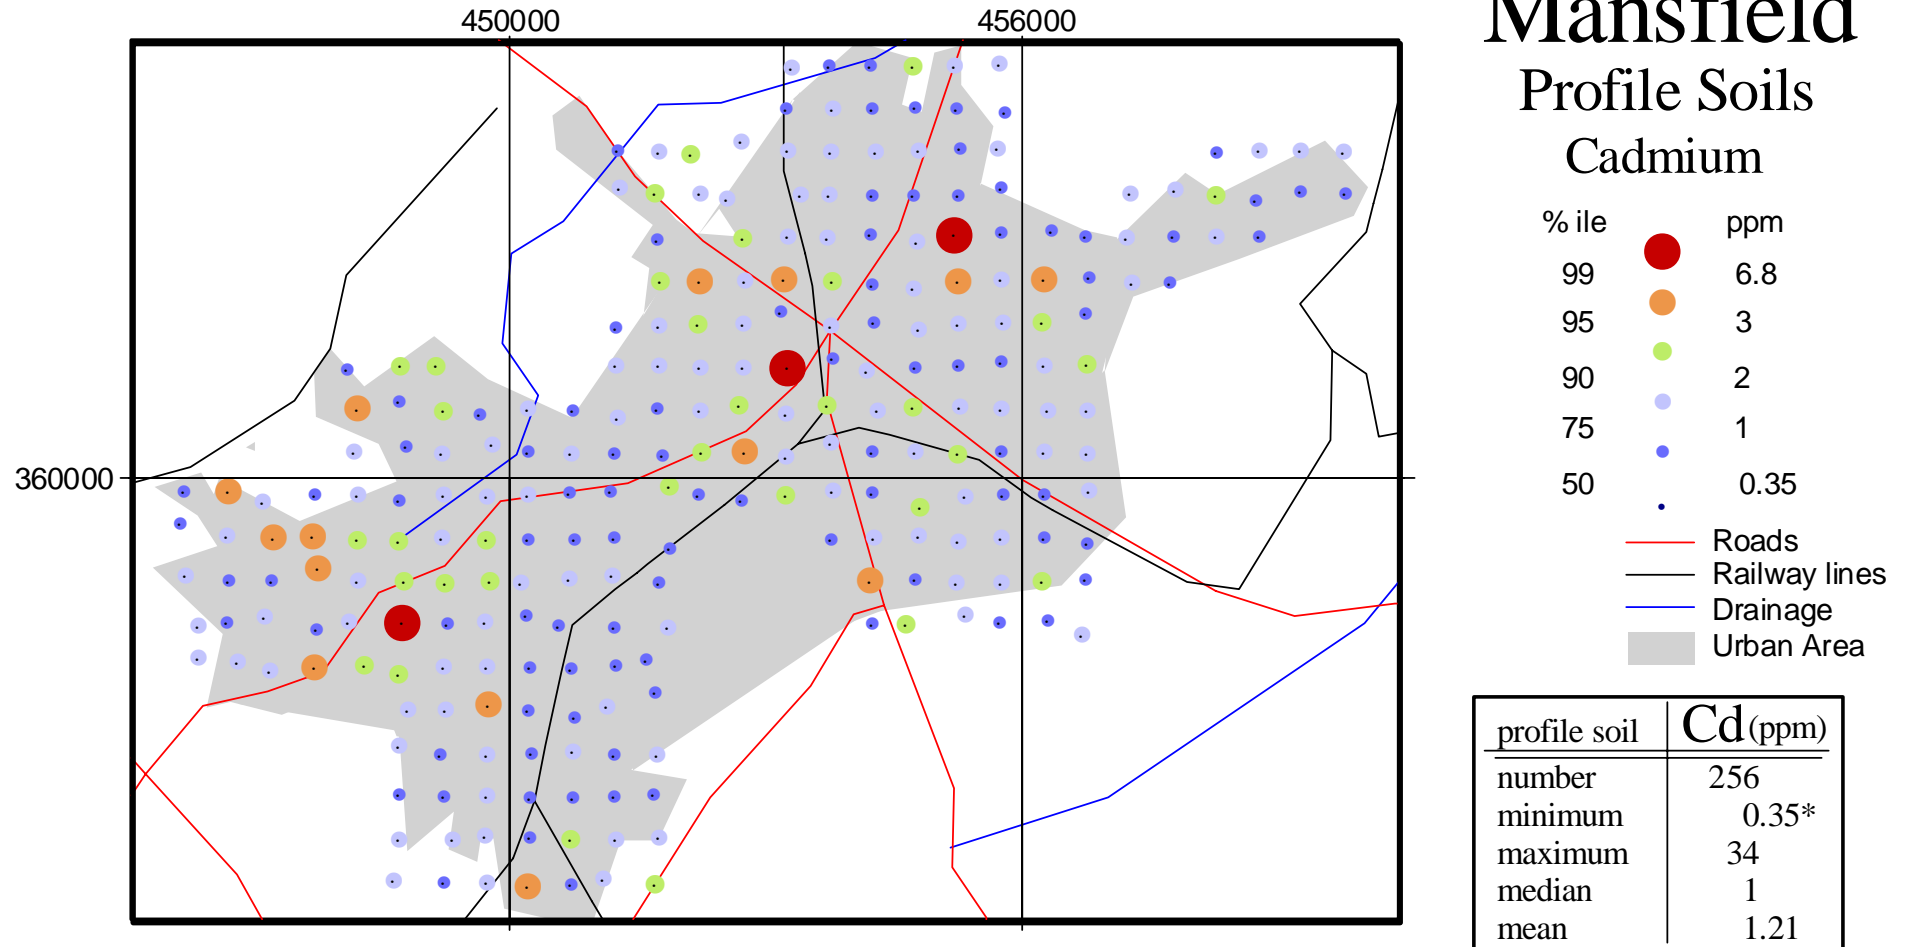 450000 456000
360000
Mansfield
Profile Soils
Cadmium
% ile ppm
99 6.8
95 3
90 2
75 1
50 0.35
Roads
Railway lines
Drainage
Urban Area
profile soil Cd (ppm)
number 256
minimum 0.35*
maximum 34
median 1
mean 1.21